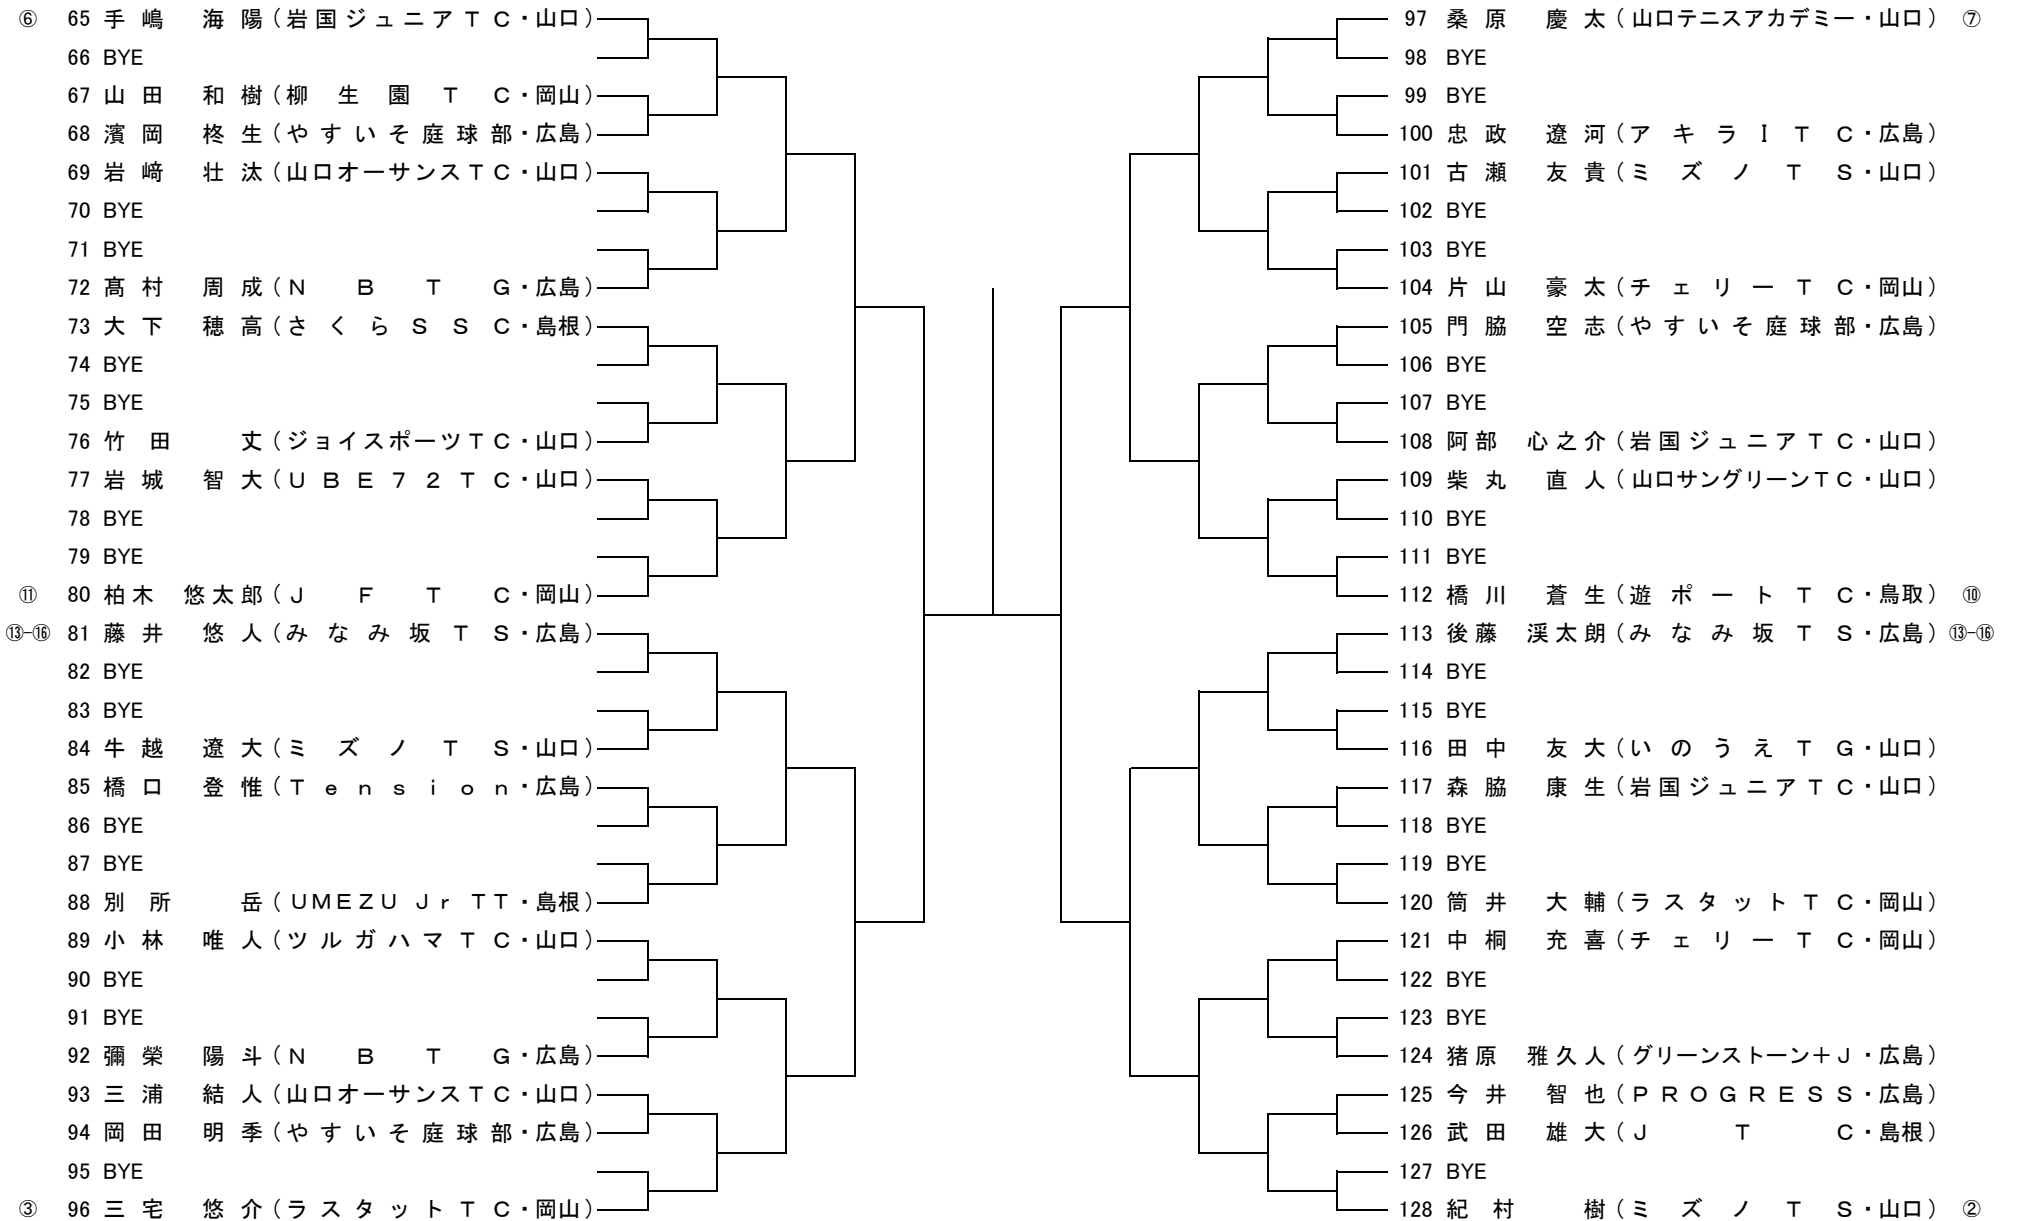 ⑥ 65 手嶋 海陽(岩国ジュニアTC・山口)
66 BYE
67 山田 和樹(柳生園TC・岡山)
68 濱岡 柊生(やすいそ庭球部・広島)
69 岩﨑 壮汰(山口オーサンスTC・山口)
70 BYE
71 BYE
72 髙村 周成(NBTG・広島)
73 大下 穂高(さくらSSC・島根)
74 BYE
75 BYE
76 竹田 丈(ジョイスポーツTC・山口)
77 岩城 智大(UBE72TC・山口)
78 BYE
79 BYE
⑪ 80 柏木 悠太郎(JFTC・岡山)
⑬-⑯ 81 藤井 悠人(みなみ坂TS・広島)
82 BYE
83 BYE
84 牛越 遼大(ミズノTS・山口)
85 橋口 登惟(Tension・広島)
86 BYE
87 BYE
88 別所 岳(UMEZU Jr TT・島根)
89 小林 唯人(ツルガハマTC・山口)
90 BYE
91 BYE
92 彌榮 陽斗(NBTG・広島)
93 三浦 結人(山口オーサンスTC・山口)
94 岡田 明季(やすいそ庭球部・広島)
95 BYE
③ 96 三宅 悠介(ラスタットTC・岡山)
97 桑原 慶太(山口テニスアカデミー・山口) ⑦
98 BYE
99 BYE
100 忠政 遼河(アキラITC・広島)
101 古瀬 友貴(ミズノTS・山口)
102 BYE
103 BYE
104 片山 豪太(チェリーTC・岡山)
105 門脇 空志(やすいそ庭球部・広島)
106 BYE
107 BYE
108 阿部 心之介(岩国ジュニアTC・山口)
109 柴丸 直人(山口サングリーンTC・山口)
110 BYE
111 BYE
112 橋川 蒼生(遊ポートTC・鳥取) ⑩
113 後藤 渓太朗(みなみ坂TS・広島) ⑬-⑯
114 BYE
115 BYE
116 田中 友大(いのうえTG・山口)
117 森脇 康生(岩国ジュニアTC・山口)
118 BYE
119 BYE
120 筒井 大輔(ラスタットTC・岡山)
121 中桐 充喜(チェリーTC・岡山)
122 BYE
123 BYE
124 猪原 雅久人(グリーンストーン+J・広島)
125 今井 智也(PROGRESS・広島)
126 武田 雄大(JTC・島根)
127 BYE
128 紀村 樹(ミズノTS・山口) ②